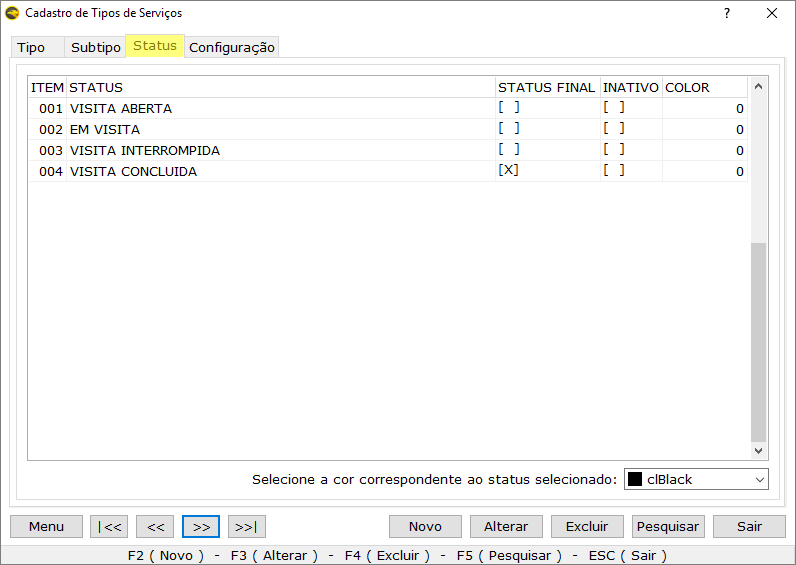 Cadastro de Tipos de Serviços ?
Tipo Subtipo Status Configuração
ITEM STATUS STATUS FINAL INATIVO COLOR
001 VISITA ABERTA [ ] [ ] 0
002 EM VISITA [ ] [ ] 0
003 VISITA INTERROMPIDA [ ] [ ] 0
004 VISITA CONCLUIDA [X] [ ] 0
Selecione a cor correspondente ao status selecionado: clBlack
Menu |<< << >> >>| Novo Alterar Excluir Pesquisar Sair
F2 ( Novo ) - F3 ( Alterar ) - F4 ( Excluir ) - F5 ( Pesquisar ) - ESC ( Sair )